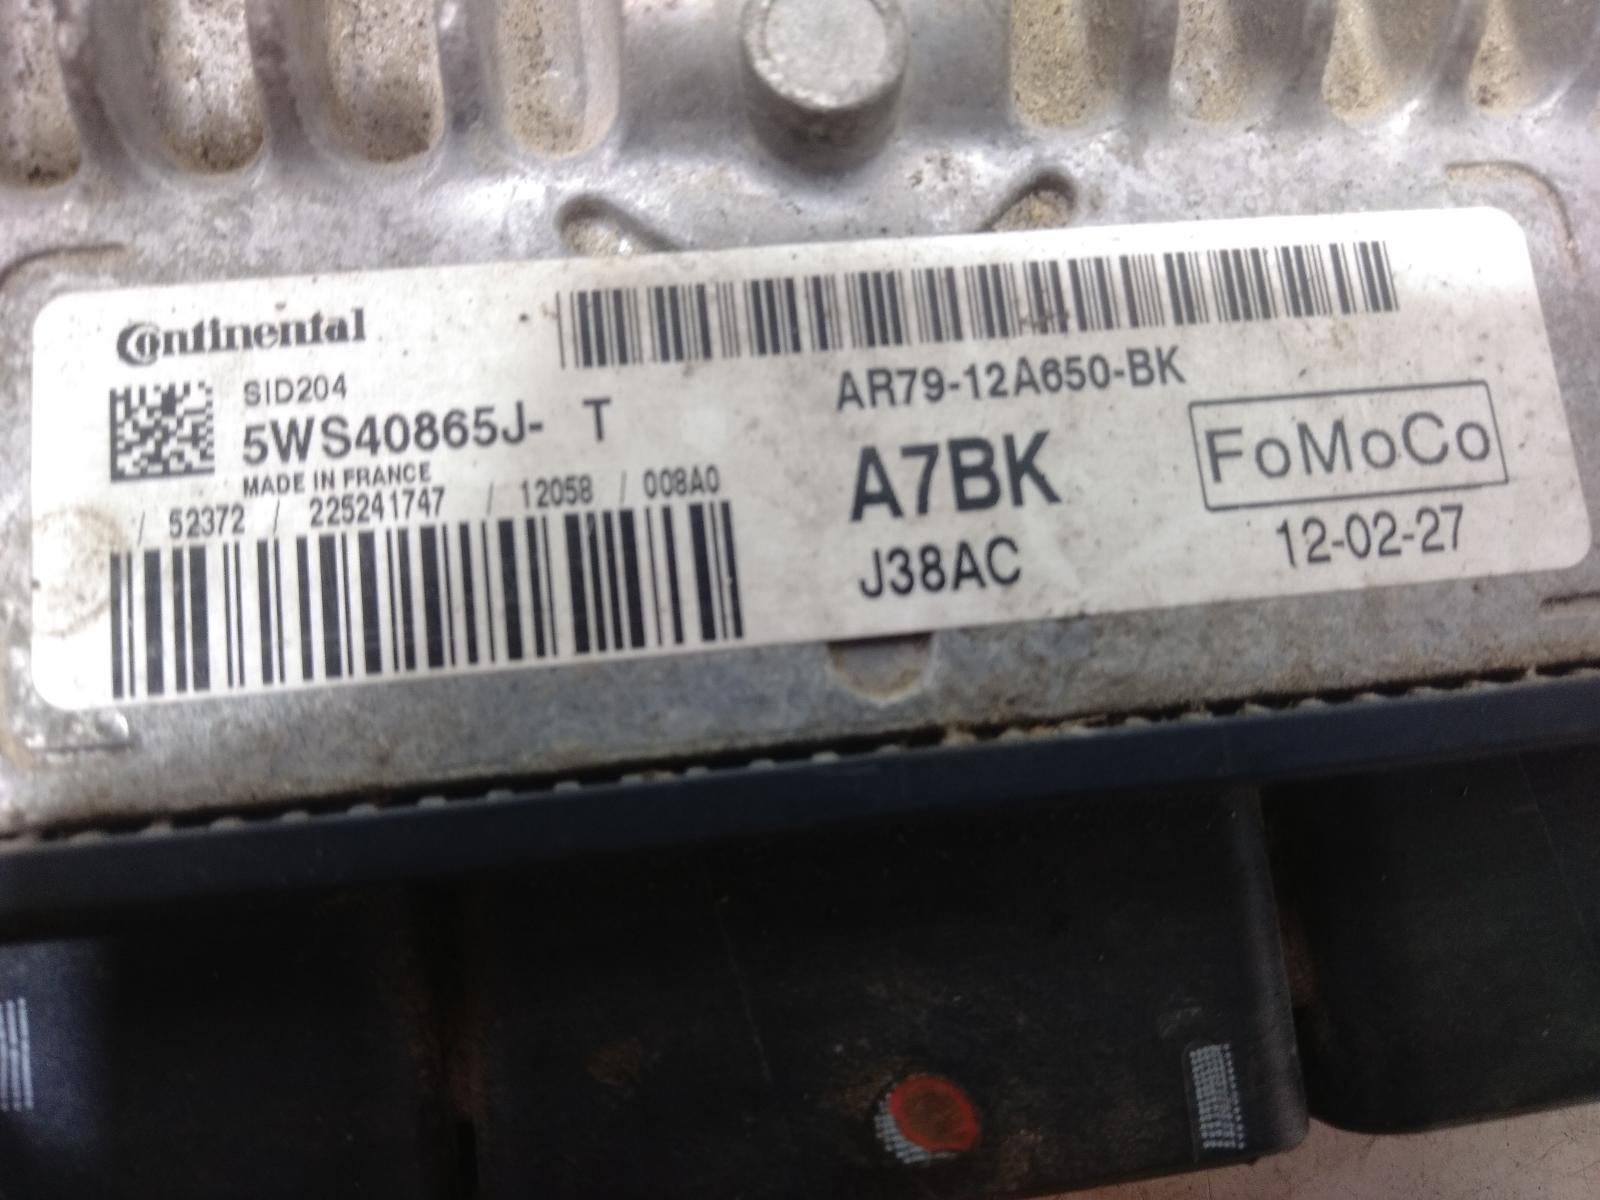 Continental
SID204
5WS40865J- T
MADE IN FRANCE
/ 52372 / 225241747 / 12058 / 008A0
AR79-12A650-BK
A7BK
J38AC
FoMoCo
12-02-27